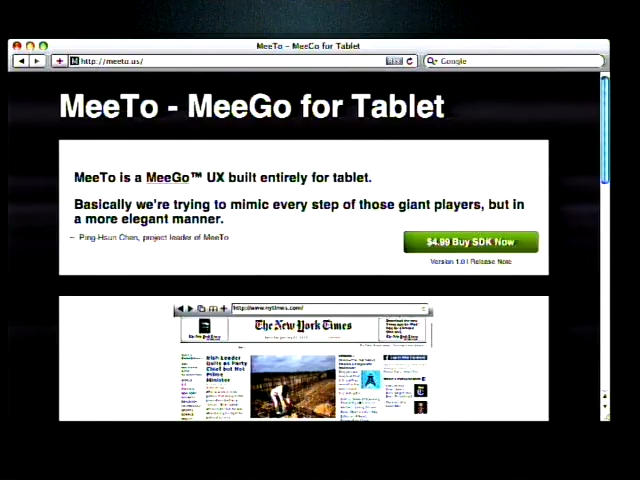 MeeTo - MeeGo for Tablet
http://meeto.us/
RSS
Google
MeeTo - MeeGo for Tablet
MeeTo is a MeeGo™ UX built entirely for tablet.
Basically we're trying to mimic every step of those giant players, but in
a more elegant manner.
– Ping-Hsun Chen, project leader of MeeTo
$4.99 Buy SDK Now
Version 1.0 | Release Note
http://www.nytimes.com/
The New York Times
Irish Leader
Quits as Party
Chief but Not
Prime
Minister